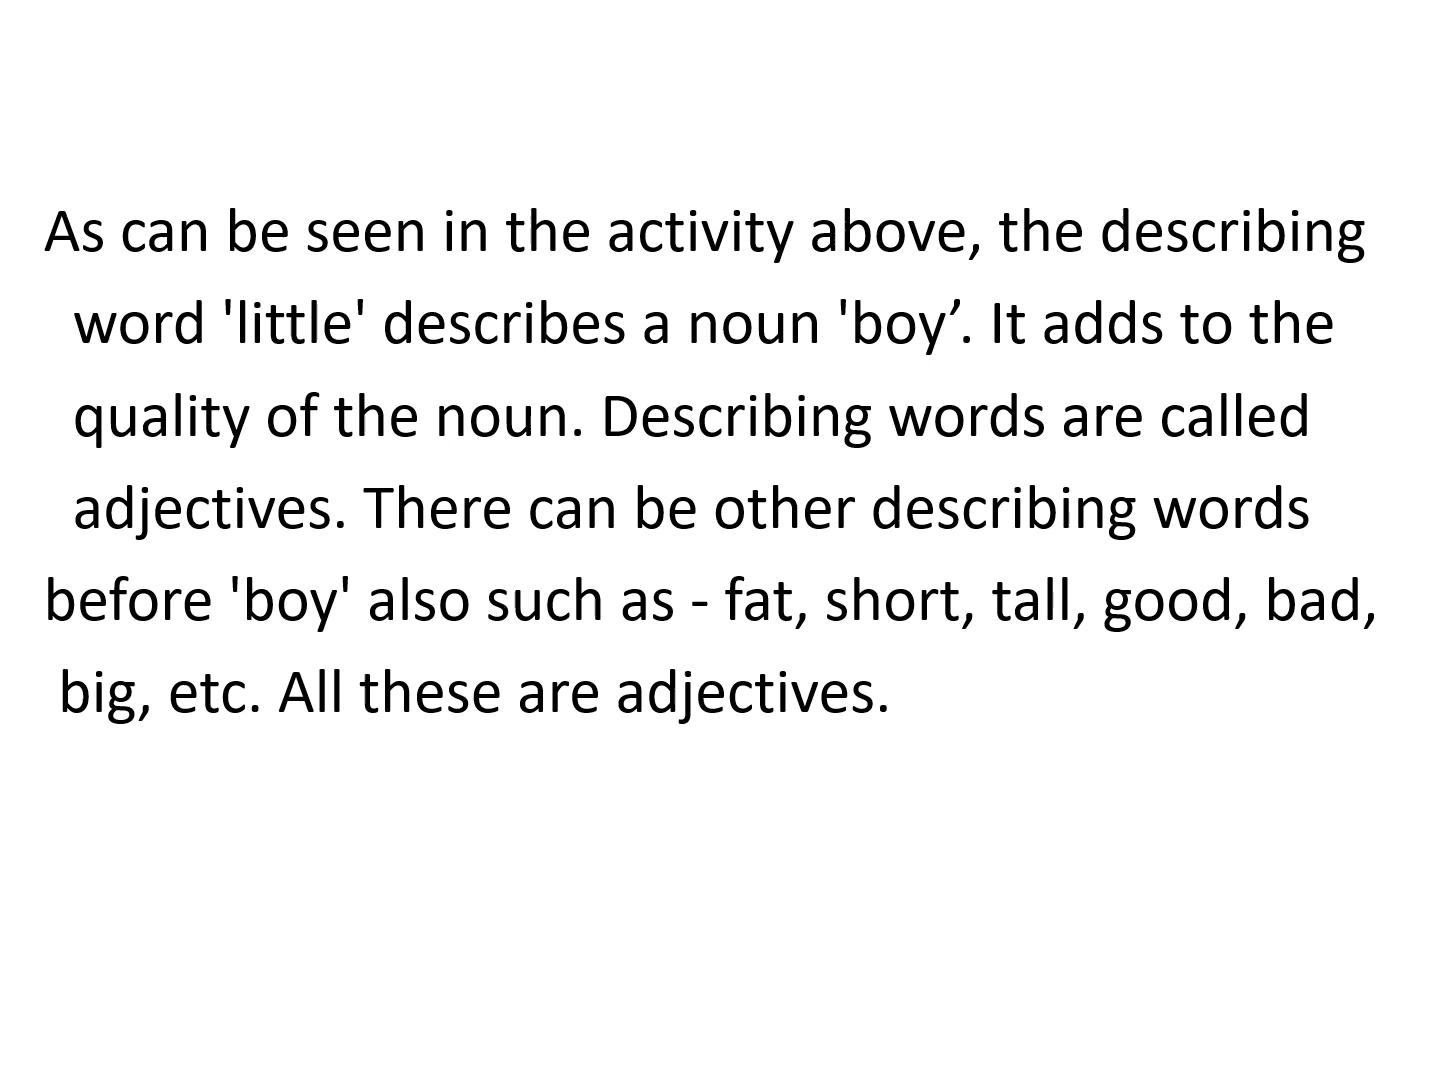 As can be seen in the activity above, the describing
word 'little' describes a noun 'boy’. It adds to the
quality of the noun. Describing words are called
adjectives. There can be other describing words
before 'boy' also such as - fat, short, tall, good, bad,
big, etc. All these are adjectives.